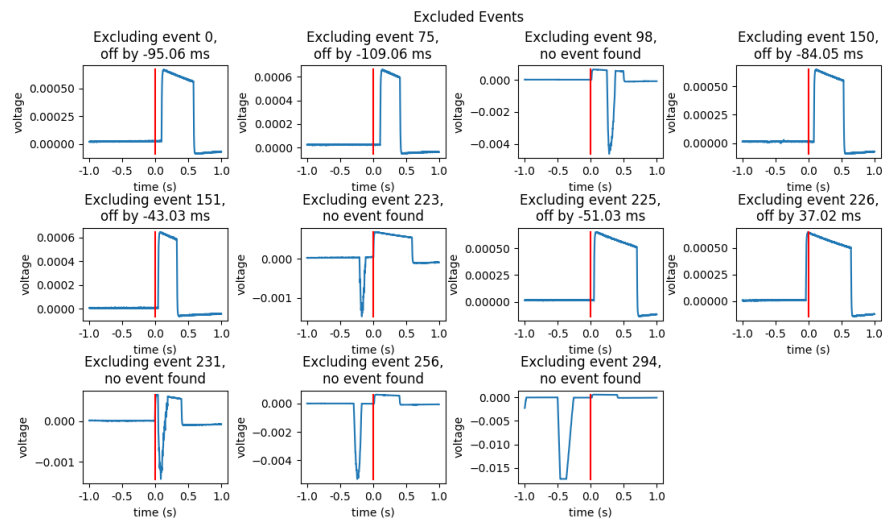 Excluded Events
Excluding event 0,
off by -95.06 ms
Excluding event 75,
off by -109.06 ms
Excluding event 98,
no event found
Excluding event 150,
off by -84.05 ms
voltage
0.00050
0.00025
0.00000
-1.0 -0.5 0.0 0.5 1.0
time (s)
voltage
0.0006
0.0004
0.0002
0.0000
-1.0 -0.5 0.0 0.5 1.0
time (s)
voltage
0.000
−0.002
−0.004
-1.0 -0.5 0.0 0.5 1.0
time (s)
voltage
0.00050
0.00025
0.00000
-1.0 -0.5 0.0 0.5 1.0
time (s)
Excluding event 151,
off by -43.03 ms
Excluding event 223,
no event found
Excluding event 225,
off by -51.03 ms
Excluding event 226,
off by 37.02 ms
voltage
0.0006
0.0004
0.0002
0.0000
-1.0 -0.5 0.0 0.5 1.0
time (s)
voltage
0.000
−0.001
-1.0 -0.5 0.0 0.5 1.0
time (s)
voltage
0.00050
0.00025
0.00000
-1.0 -0.5 0.0 0.5 1.0
time (s)
voltage
0.00050
0.00025
0.00000
-1.0 -0.5 0.0 0.5 1.0
time (s)
Excluding event 231,
no event found
Excluding event 256,
no event found
Excluding event 294,
no event found
voltage
0.000
−0.001
-1.0 -0.5 0.0 0.5 1.0
time (s)
voltage
0.000
−0.002
−0.004
-1.0 -0.5 0.0 0.5 1.0
time (s)
voltage
0.000
−0.005
−0.010
−0.015
-1.0 -0.5 0.0 0.5 1.0
time (s)